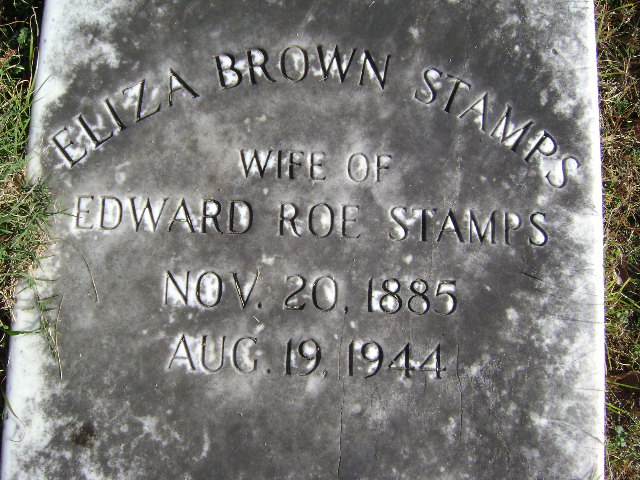 ELIZA BROWN STAMPS
WIFE OF
EDWARD ROE STAMPS
NOV. 20, 1885
AUG. 19, 1944